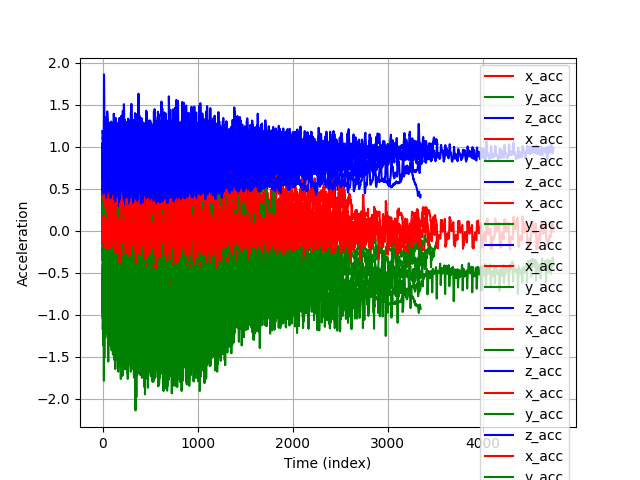 2.0
1.5
1.0
0.5
0.0
−0.5
−1.0
−1.5
−2.0
Acceleration
0 1000 2000 3000 4000
Time (index)
x_acc
y_acc
z_acc
x_acc
y_acc
z_acc
x_acc
y_acc
z_acc
x_acc
y_acc
z_acc
x_acc
y_acc
z_acc
x_acc
y_acc
z_acc
x_acc
y_acc